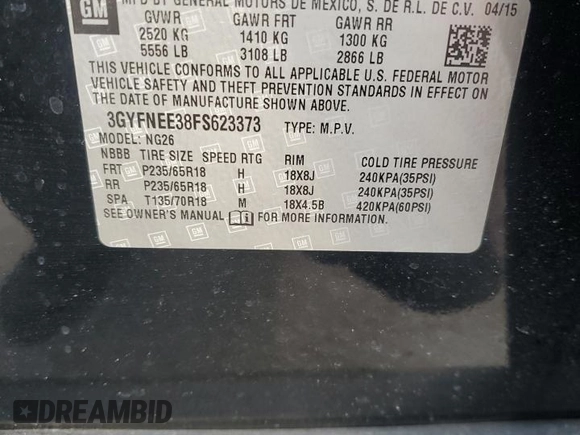 GM
MFD BY GENERAL MOTORS DE MEXICO, S. DE R.L. DE C.V. 04/15
GVWR GAWR FRT GAWR RR
2520 KG 1410 KG 1300 KG
5556 LB 3108 LB 2866 LB
THIS VEHICLE CONFORMS TO ALL APPLICABLE U.S. FEDERAL MOTOR
VEHICLE SAFETY AND THEFT PREVENTION STANDARDS IN EFFECT ON
THE DATE OF MANUFACTURE SHOWN ABOVE.
3GYFNEE38FS623373 TYPE: M.P.V.
MODEL: NG26
NBBB TIRE SIZE SPEED RTG RIM COLD TIRE PRESSURE
FRT P235/65R18 H 18X8J 240KPA(35PSI)
RR P235/65R18 H 18X8J 240KPA(35PSI)
SPA T135/70R18 M 18X4.5B 420KPA(60PSI)
SEE OWNER'S MANUAL i FOR MORE INFORMATION.
DREAMBID